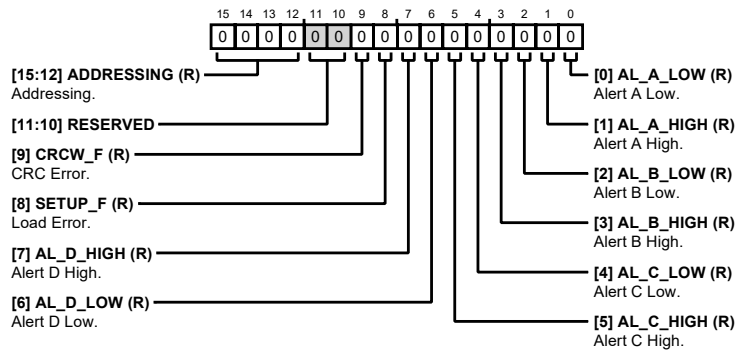 15 14 13 12 11 10 9 8 7 6 5 4 3 2 1 0
0 0 0 0 0 0 0 0 0 0 0 0 0 0 0 0
[15:12] ADDRESSING (R)
Addressing.
[11:10] RESERVED
[9] CRCW_F (R)
CRC Error.
[8] SETUP_F (R)
Load Error.
[7] AL_D_HIGH (R)
Alert D High.
[6] AL_D_LOW (R)
Alert D Low.
[0] AL_A_LOW (R)
Alert A Low.
[1] AL_A_HIGH (R)
Alert A High.
[2] AL_B_LOW (R)
Alert B Low.
[3] AL_B_HIGH (R)
Alert B High.
[4] AL_C_LOW (R)
Alert C Low.
[5] AL_C_HIGH (R)
Alert C High.